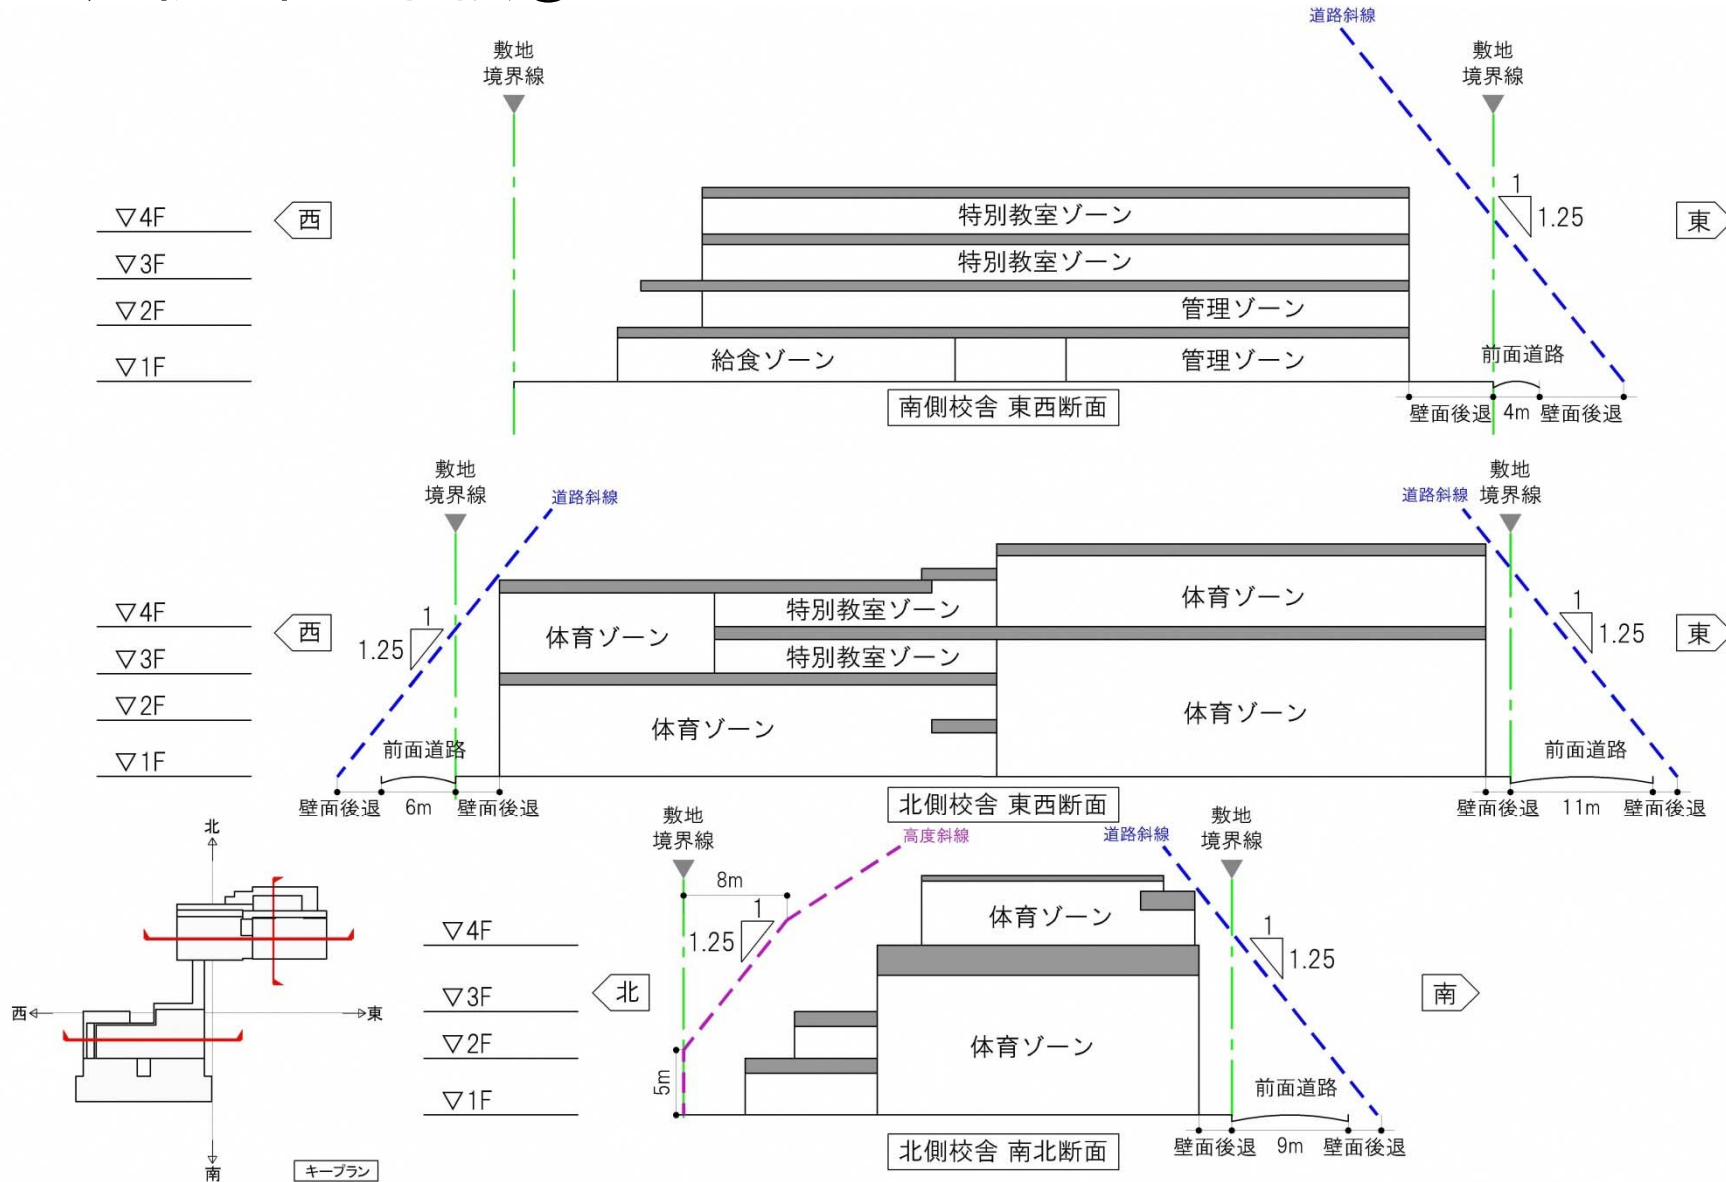 道路斜線
敷地
境界線
敷地
境界線
▽4F
西
特別教室ゾーン
1
1.25
東
▽3F
特別教室ゾーン
▽2F
管理ゾーン
▽1F
給食ゾーン
管理ゾーン
前面道路
南側校舎 東西断面
壁面後退
4m
壁面後退
敷地
境界線
道路斜線
道路斜線
敷地
境界線
▽4F
西
1
1.25
体育ゾーン
特別教室ゾーン
体育ゾーン
1
1.25
東
▽3F
特別教室ゾーン
▽2F
体育ゾーン
体育ゾーン
▽1F
前面道路
前面道路
壁面後退
6m
壁面後退
北側校舎 東西断面
壁面後退
11m
壁面後退
北
西
東
南
キープラン
敷地
境界線
高度斜線
道路斜線
敷地
境界線
8m
▽4F
1
1.25
体育ゾーン
1
1.25
▽3F
北
南
▽2F
体育ゾーン
5m
▽1F
前面道路
北側校舎 南北断面
壁面後退
9m
壁面後退